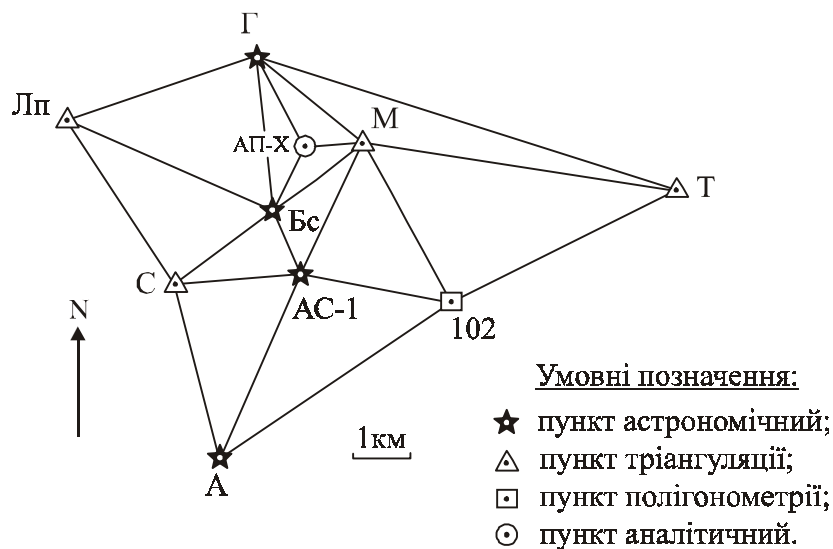 Г
Лп
АП-Х
М
Т
Бс
С
N
АС-1
102
1км
А
Умовні позначення:
пункт астрономічний;
пункт тріангуляції;
пункт полігонометрії;
пункт аналітичний.